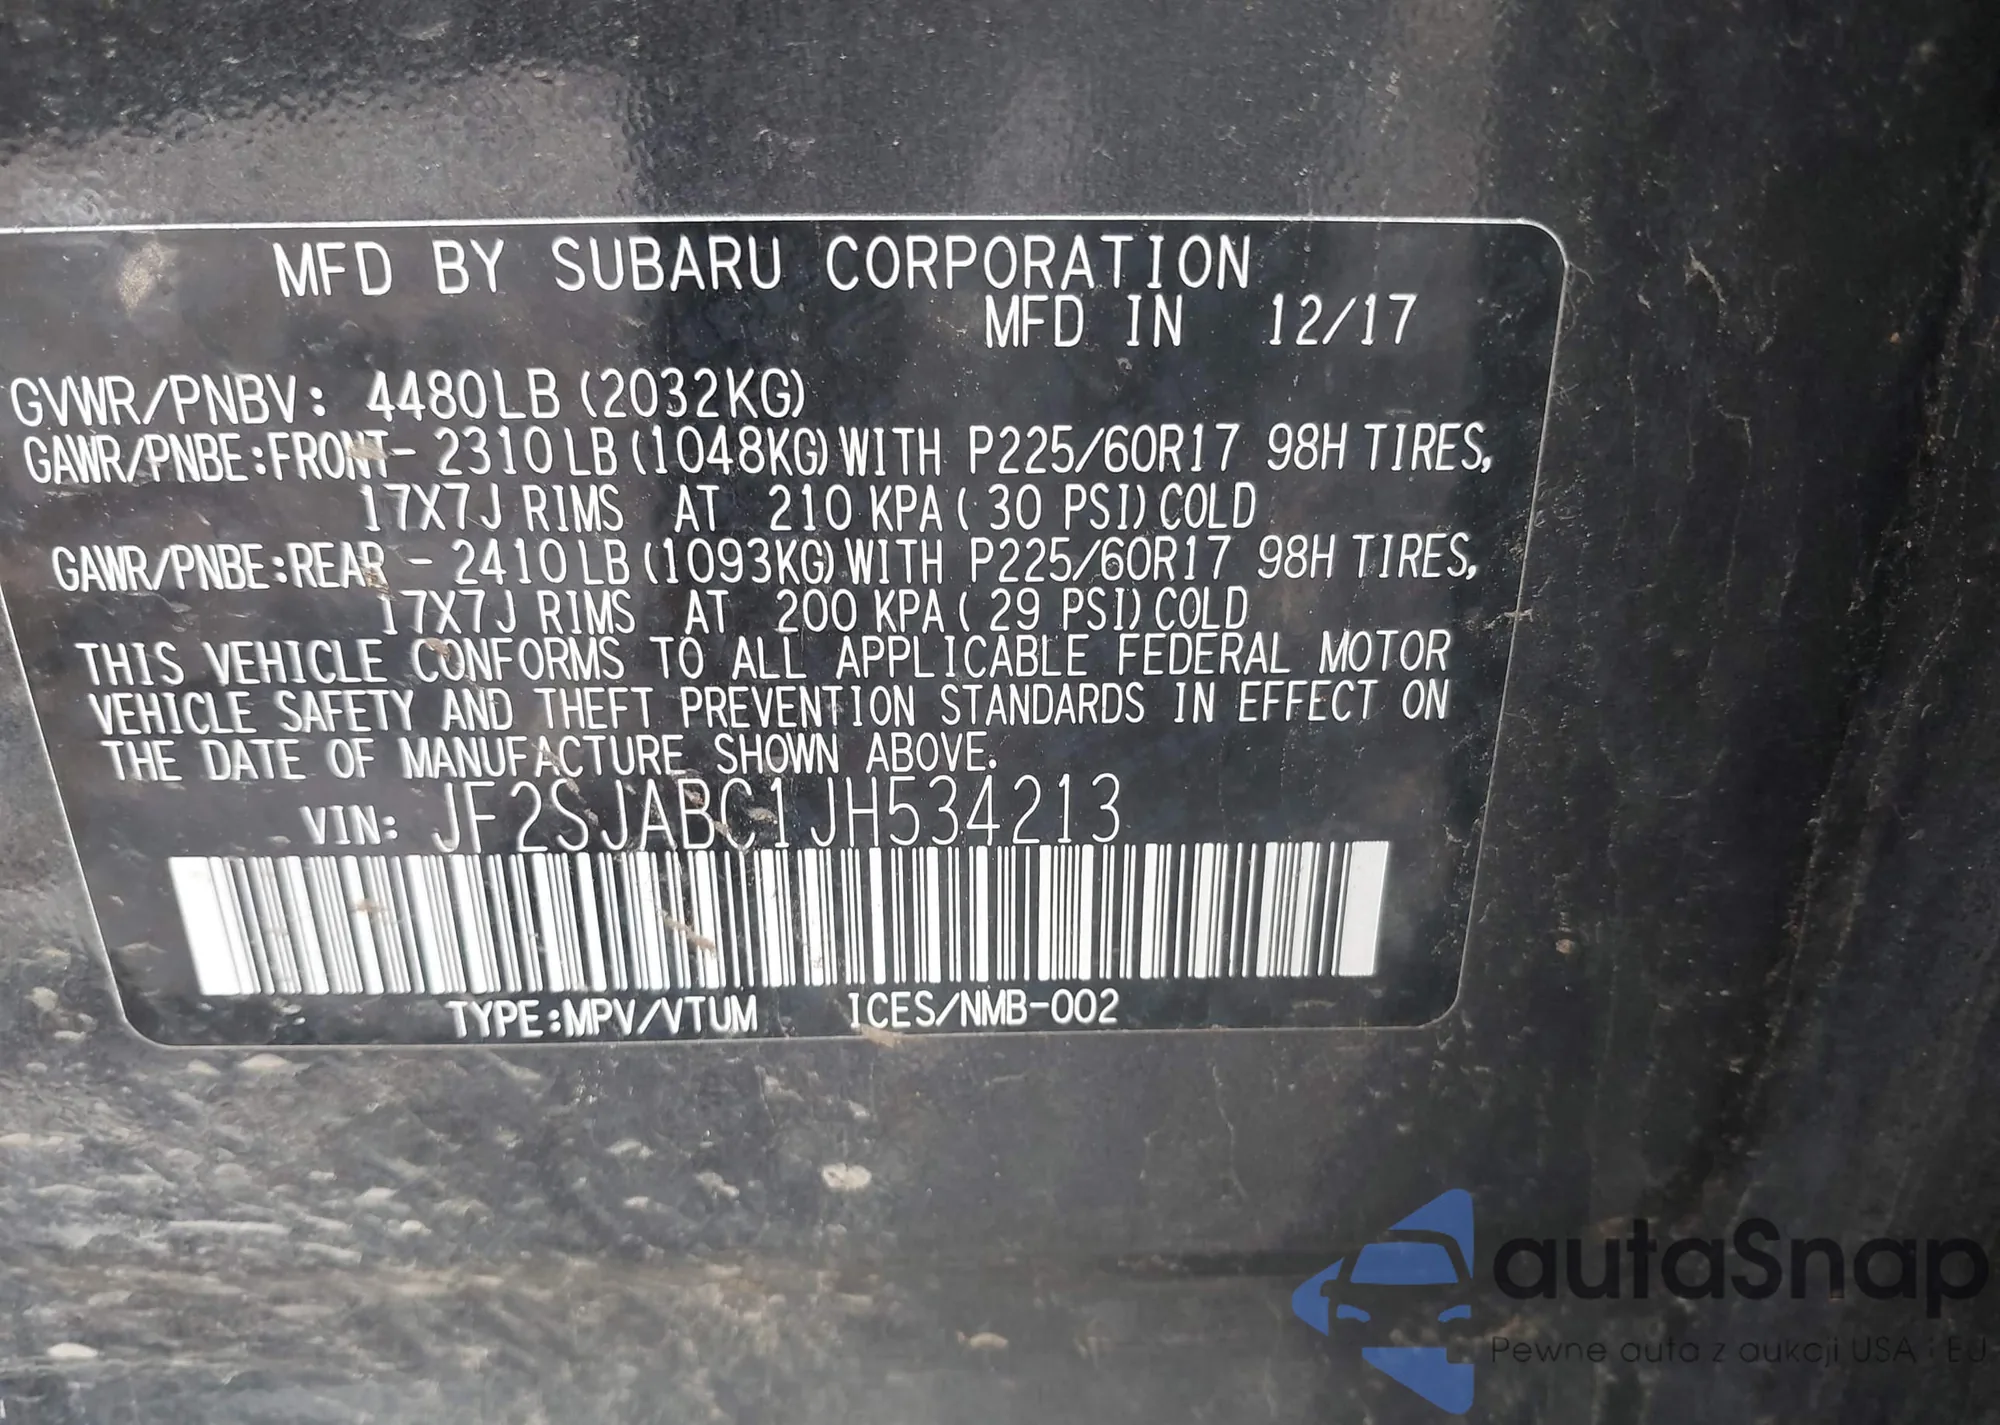 MFD BY SUBARU CORPORATION
MFD IN 12/17
GVWR/PNBV: 4480LB (2032KG)
GAWR/PNBE:FRONT- 2310LB(1048KG)WITH P225/60R17 98H TIRES,
17X7J RIMS AT 210 KPA( 30 PSI)COLD
GAWR/PNBE:REAR - 2410LB(1093KG)WITH P225/60R17 98H TIRES,
17X7J RIMS AT 200 KPA( 29 PSI)COLD
THIS VEHICLE CONFORMS TO ALL APPLICABLE FEDERAL MOTOR
VEHICLE SAFETY AND THEFT PREVENTION STANDARDS IN EFFECT ON
THE DATE OF MANUFACTURE SHOWN ABOVE.
VIN: JF2SJABC1JH534213
TYPE:MPV/VTUM ICES/NMB-002
autaSnap
Pewne auta z aukcji USA i EU